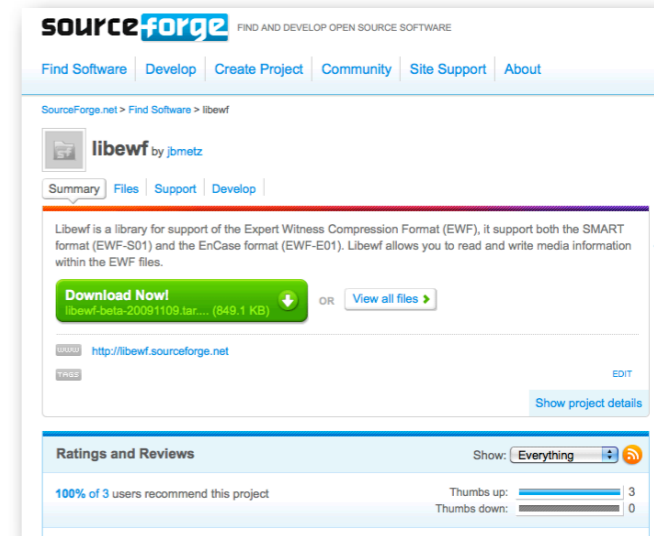 sourceforge FIND AND DEVELOP OPEN SOURCE SOFTWARE
Find Software Develop Create Project Community Site Support About
SourceForge.net > Find Software > libewf
libewf by jbmetz
Summary Files Support Develop
Libewf is a library for support of the Expert Witness Compression Format (EWF), it support both the SMART
format (EWF-S01) and the EnCase format (EWF-E01). Libewf allows you to read and write media information
within the EWF files.
Download Now!
libewf-beta-20091109.tar.... (849.1 KB)
OR View all files
WWW http://libewf.sourceforge.net
TAGS EDIT
Show project details
Ratings and Reviews Show: Everything
100% of 3 users recommend this project Thumbs up: 3
Thumbs down: 0